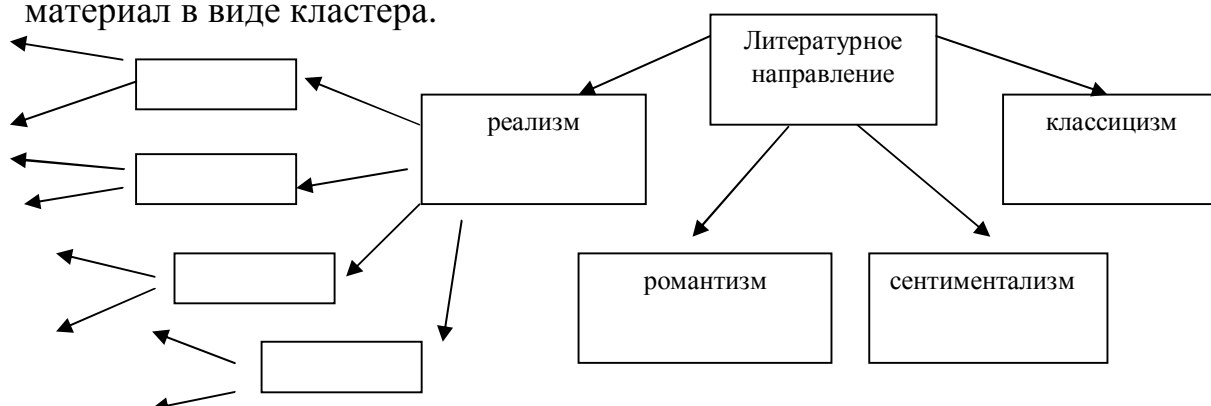 материал в виде кластера.
Литературное
направление
реализм
классицизм
романтизм
сентиментализм